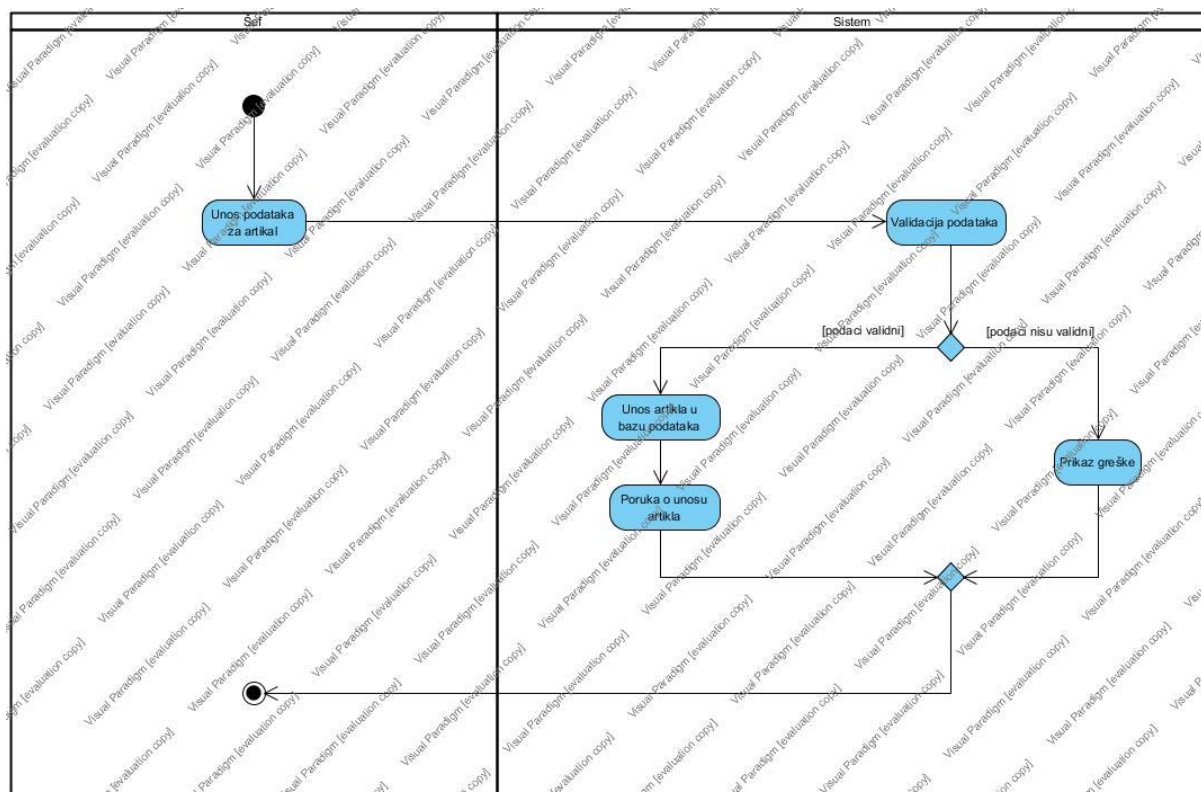 Šef
Sistem
Unos podataka
za artikal
Validacija podataka
[podaci validni]
[podaci nisu validni]
Unos artikla u
bazu podataka
Prikaz greške
Poruka o unosu
artikla
Visual Paradigm [evaluation copy]